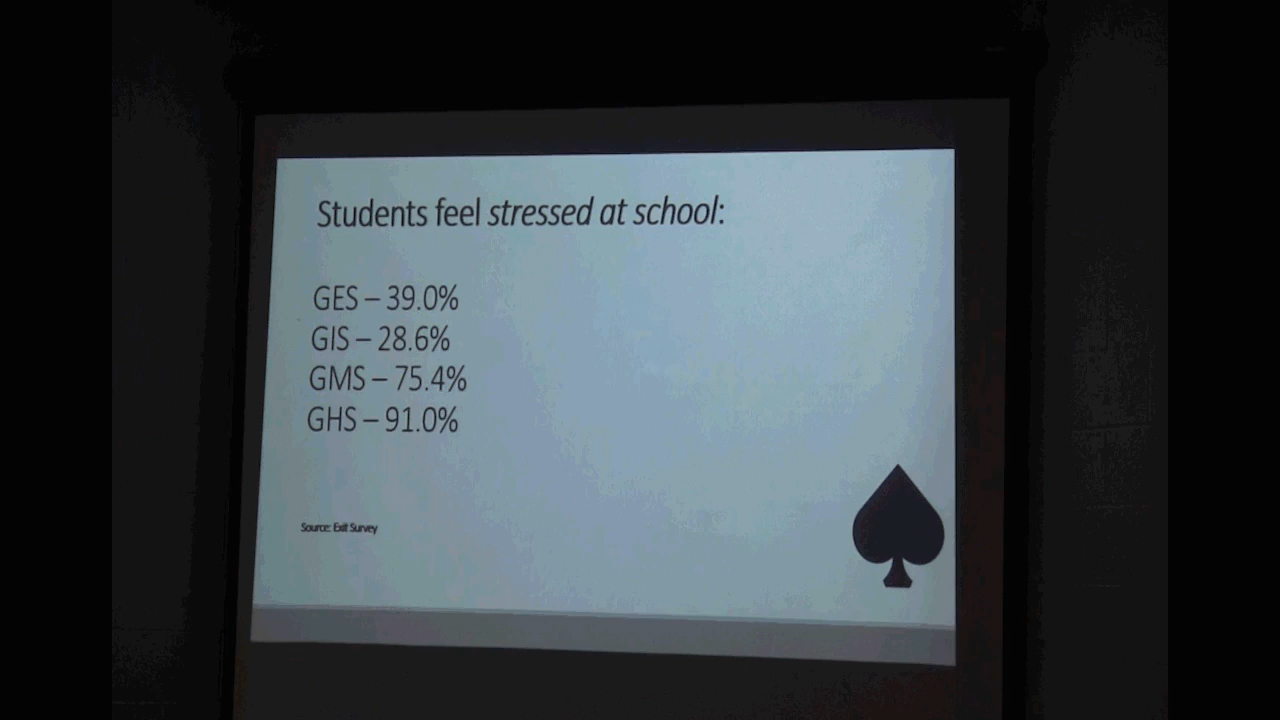 Students feel stressed at school:
GES – 39.0%
GIS – 28.6%
GMS – 75.4%
GHS – 91.0%
Source: Exit Survey